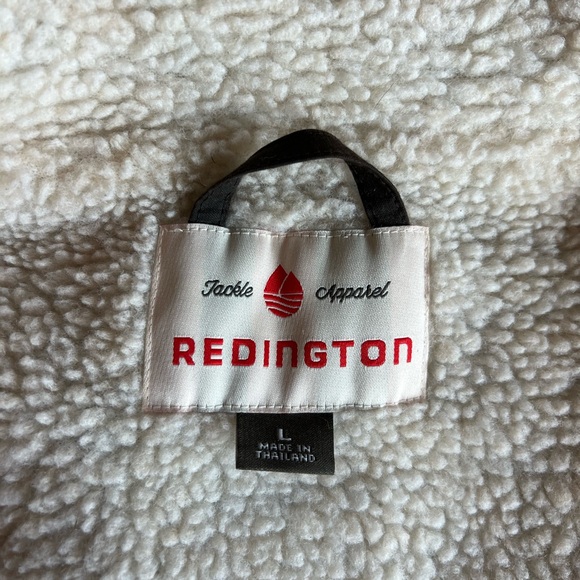 Tackle Apparel
REDINGTON
L
MADE IN
THAILAND